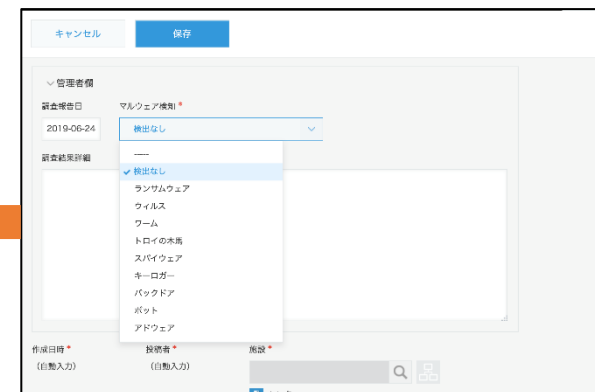 キャンセル 保存
管理者欄
調査報告日 マルウェア検知*
2019-06-24 検出なし
調査結果詳細
-----
検出なし
ランサムウェア
ウィルス
ワーム
トロイの木馬
スパイウェア
キーロガー
バックドア
ボット
アドウェア
作成日時* 投稿者* 施設*
(自動入力) (自動入力)